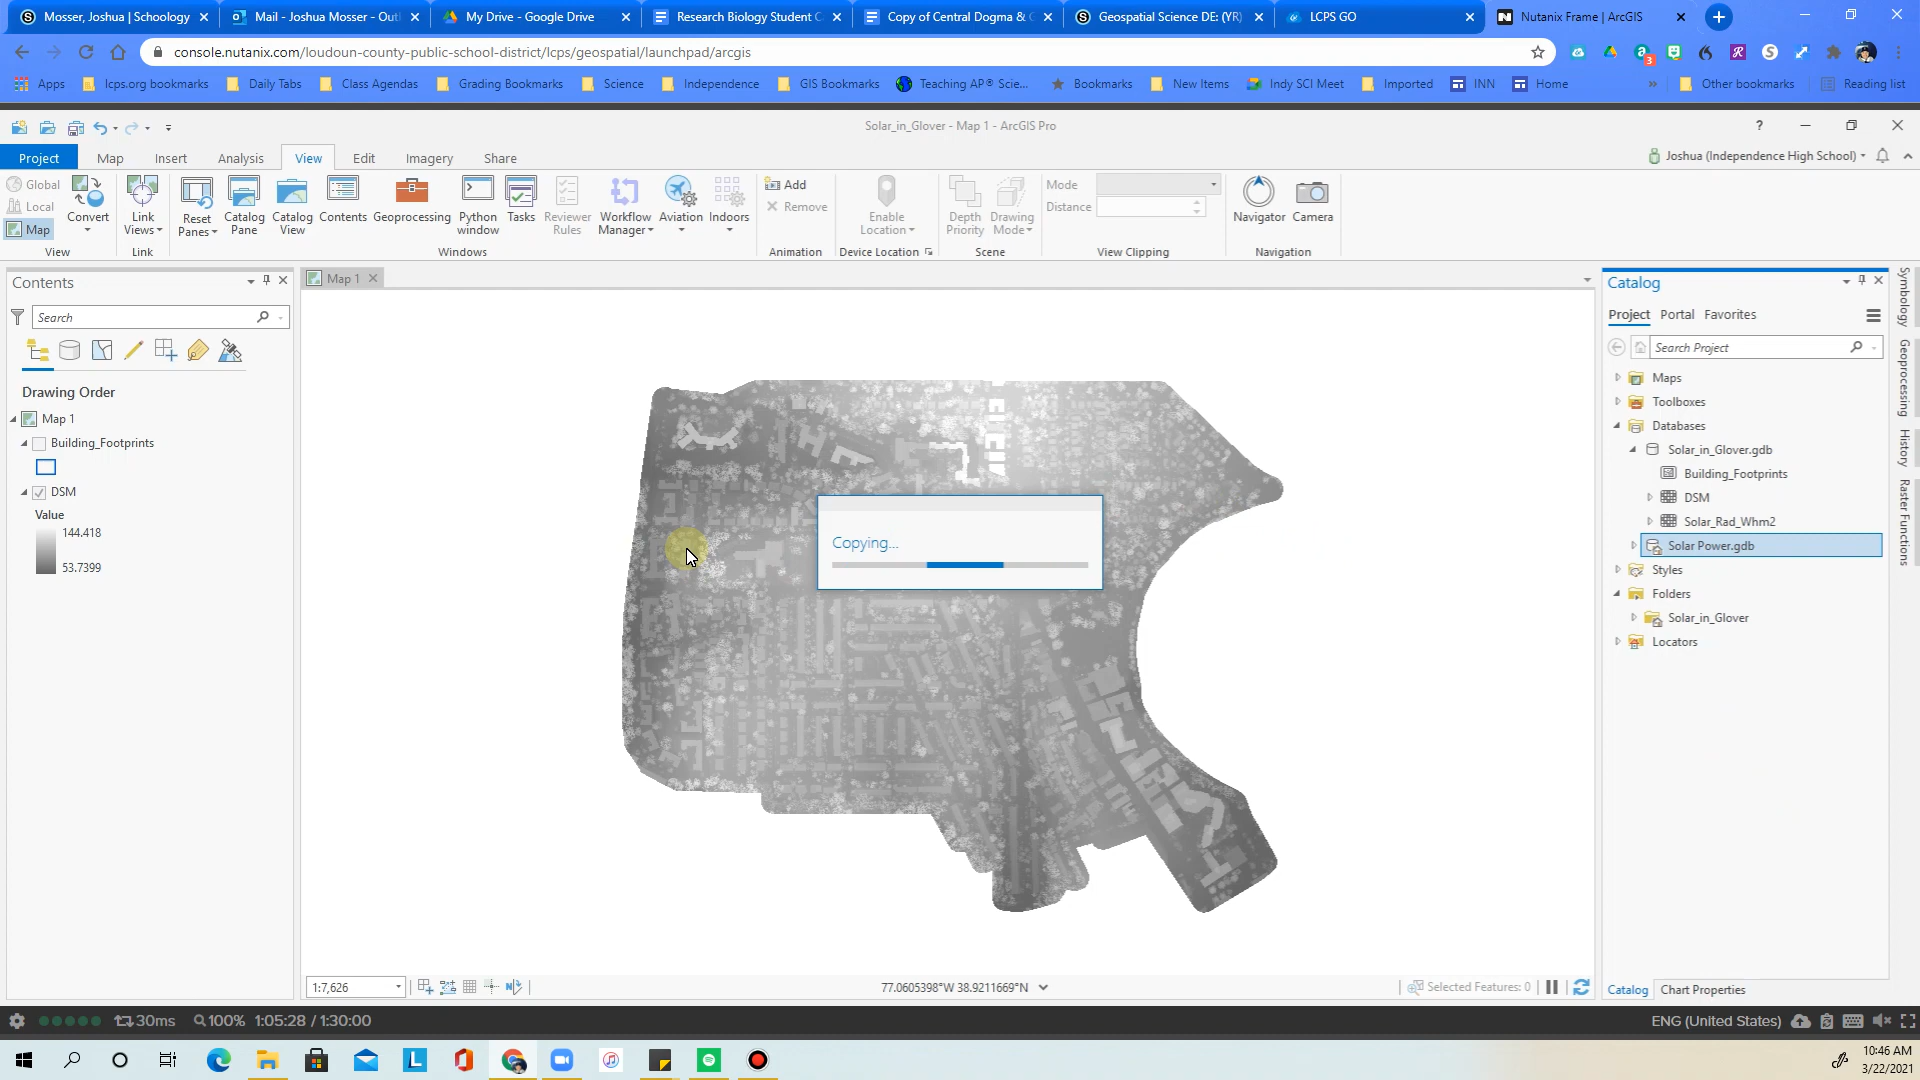 Mosser, Joshua | Schoology
Mail - Joshua Mosser - Outl
My Drive - Google Drive
Research Biology Student C
Copy of Central Dogma & G
Geospatial Science DE: (YR)
LCPS GO
Nutanix Frame | ArcGIS
console.nutanix.com/loudoun-county-public-school-district/lcps/geospatial/launchpad/arcgis
3
Apps
lcps.org bookmarks
Daily Tabs
Class Agendas
Grading Bookmarks
Science
Independence
GIS Bookmarks
Teaching AP® Scie...
Bookmarks
New Items
Indy SCI Meet
Imported
INN
Home
»
Other bookmarks
Reading list
Solar_in_Glover - Map 1 - ArcGIS Pro
?
Project
Map
Insert
Analysis
View
Edit
Imagery
Share
Joshua (Independence High School)
Global
Local
Map
Convert
View
Link Views
Link
Reset Panes
Catalog Pane
Catalog View
Contents
Geoprocessing
Python window
Tasks
Reviewer Rules
Workflow Manager
Aviation
Indoors
Windows
Add
Remove
Animation
Enable Location
Device Location
Depth Priority
Drawing Mode
Scene
Mode
Distance
View Clipping
Navigator
Camera
Navigation
Contents
Search
Drawing Order
Map 1
Building_Footprints
DSM
Value
144.418
53.7399
Map 1
Copying...
Catalog
Project
Portal
Favorites
Search Project
Maps
Toolboxes
Databases
Solar_in_Glover.gdb
Building_Footprints
DSM
Solar_Rad_Whm2
Solar Power.gdb
Styles
Folders
Solar_in_Glover
Locators
Symbology
Geoprocessing
History
Raster Functions
1:7,626
77.0605398°W 38.9211669°N
Selected Features: 0
Catalog
Chart Properties
30ms
100%
1:05:28 / 1:30:00
ENG (United States)
L
10:46 AM
3/22/2021